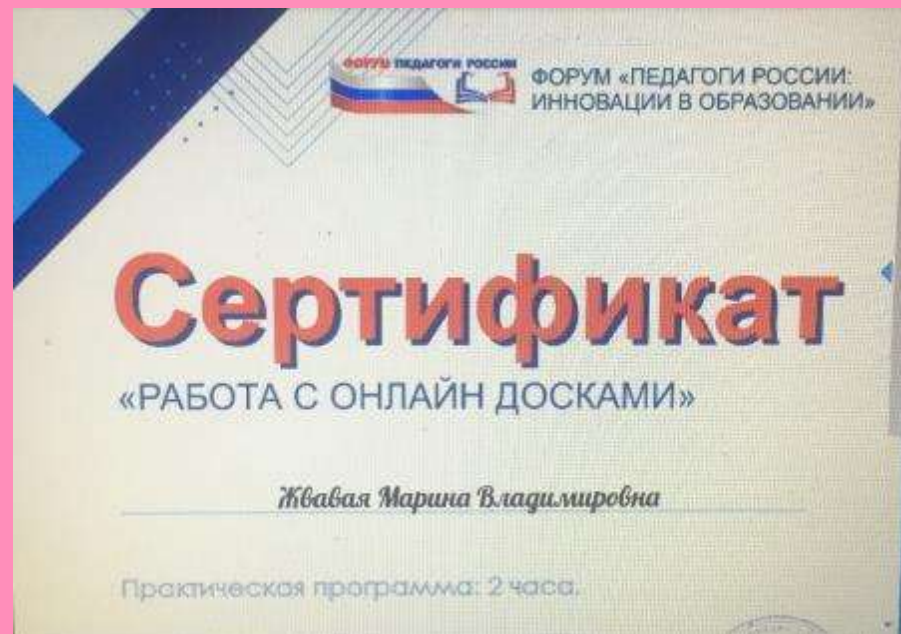 ФОРУМ ПЕДАГОГИ РОССИИ
ФОРУМ «ПЕДАГОГИ РОССИИ:
ИННОВАЦИИ В ОБРАЗОВАНИИ»
Сертификат
«РАБОТА С ОНЛАЙН ДОСКАМИ»
Жвавая Марина Владимировна
Практическая программа: 2 часа.